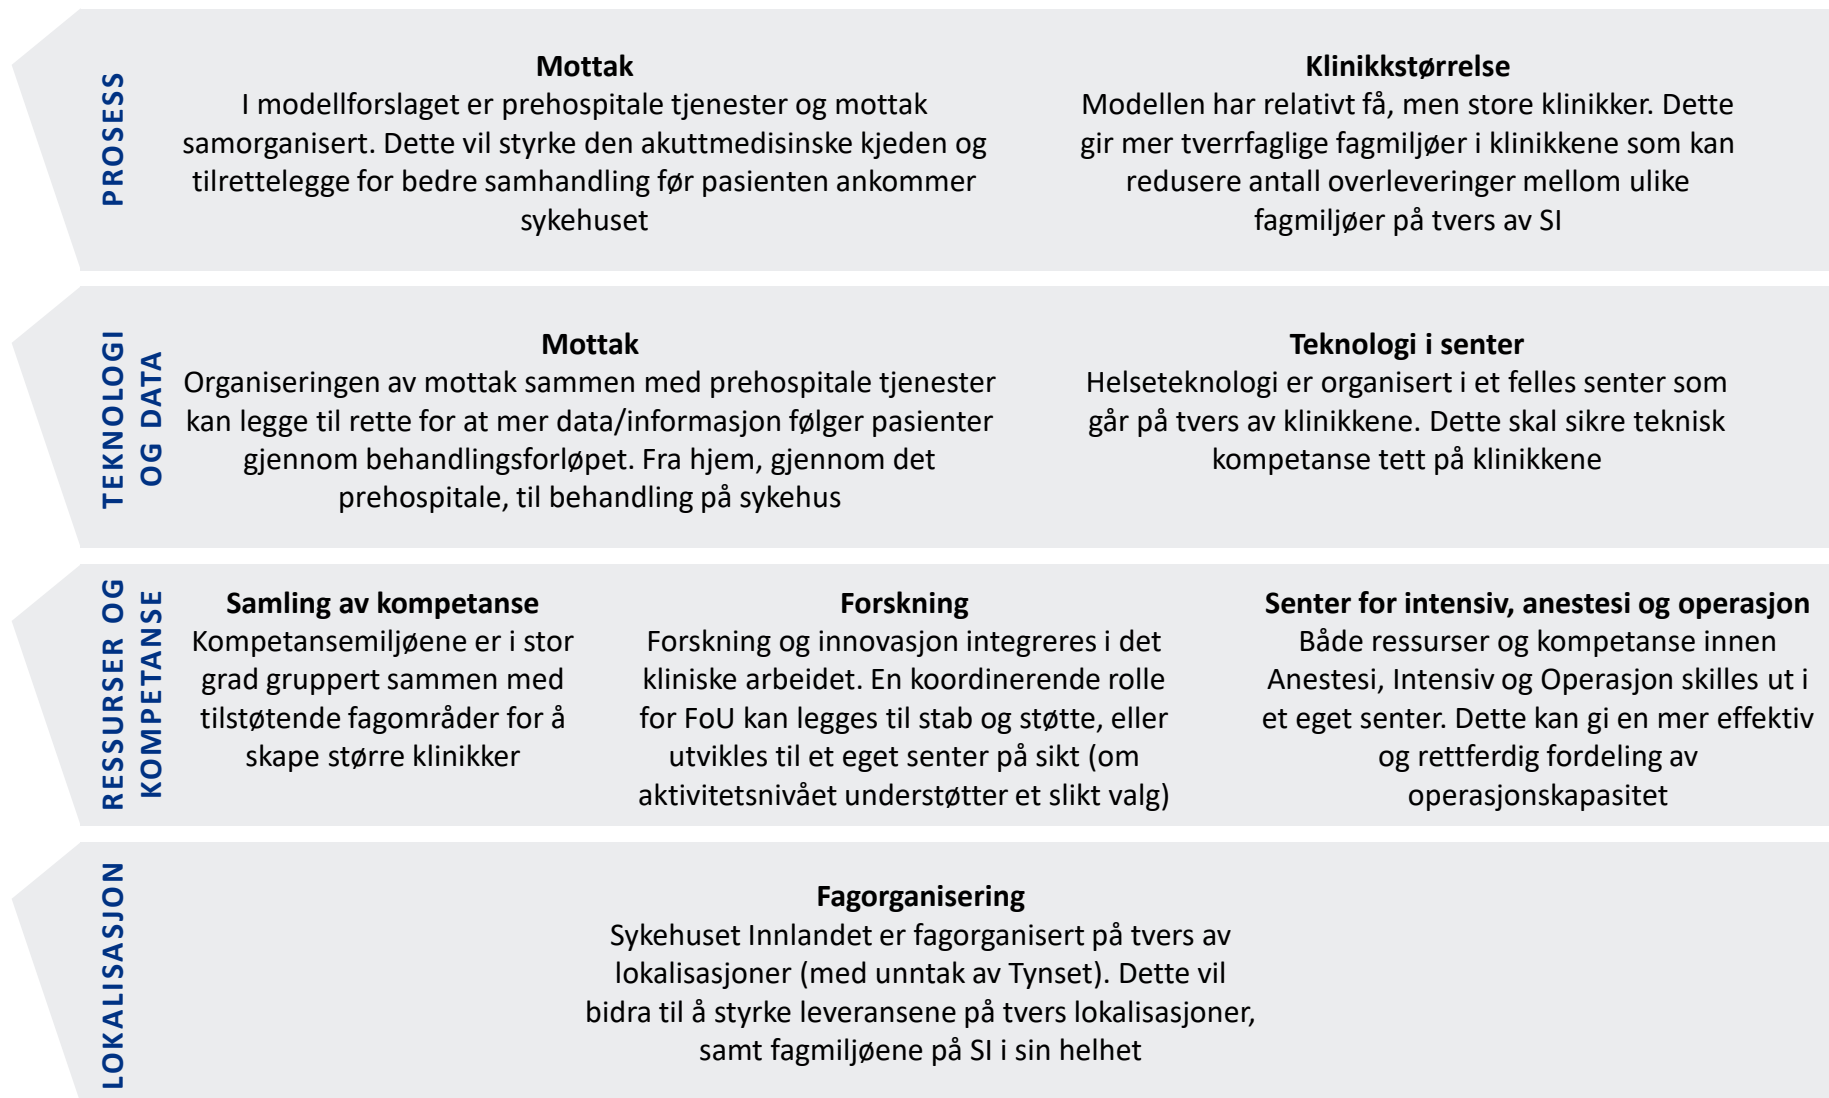 PROSESS
Mottak
I modellforslaget er prehospitale tjenester og mottak
samorganisert. Dette vil styrke den akuttmedisinske kjeden og
tilrettelegge for bedre samhandling før pasienten ankommer
sykehuset
Klinikkstørrelse
Modellen har relativt få, men store klinikker. Dette
gir mer tverrfaglige fagmiljøer i klinikkene som kan
redusere antall overleveringer mellom ulike
fagmiljøer på tvers av SI
TEKNOLOGI
OG DATA
Mottak
Organiseringen av mottak sammen med prehospitale tjenester
kan legge til rette for at mer data/informasjon følger pasienter
gjennom behandlingsforløpet. Fra hjem, gjennom det
prehospitale, til behandling på sykehus
Teknologi i senter
Helseteknologi er organisert i et felles senter som
går på tvers av klinikkene. Dette skal sikre teknisk
kompetanse tett på klinikkene
RESSURSER OG
KOMPETANSE
Samling av kompetanse
Kompetansemiljøene er i stor
grad gruppert sammen med
tilstøtende fagområder for å
skape større klinikker
Forskning
Forskning og innovasjon integreres i det
kliniske arbeidet. En koordinerende rolle
for FoU kan legges til stab og støtte, eller
utvikles til et eget senter på sikt (om
aktivitetsnivået understøtter et slikt valg)
Senter for intensiv, anestesi og operasjon
Både ressurser og kompetanse innen
Anestesi, Intensiv og Operasjon skilles ut i
et eget senter. Dette kan gi en mer effektiv
og rettferdig fordeling av
operasjonskapasitet
LOKALISASJON
Fagorganisering
Sykehuset Innlandet er fagorganisert på tvers av
lokalisasjoner (med unntak av Tynset). Dette vil
bidra til å styrke leveransene på tvers lokalisasjoner,
samt fagmiljøene på SI i sin helhet